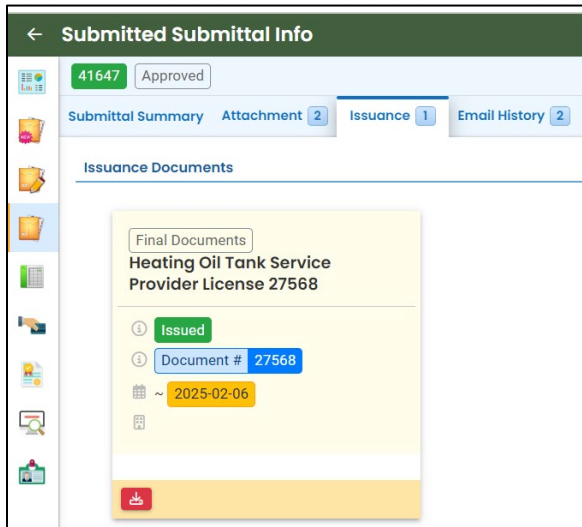 ← Submitted Submittal Info
41647 Approved
Submittal Summary Attachment 2 Issuance 1 Email History 2
Issuance Documents
Final Documents
Heating Oil Tank Service
Provider License 27568
Issued
Document # 27568
~ 2025-02-06
NEW